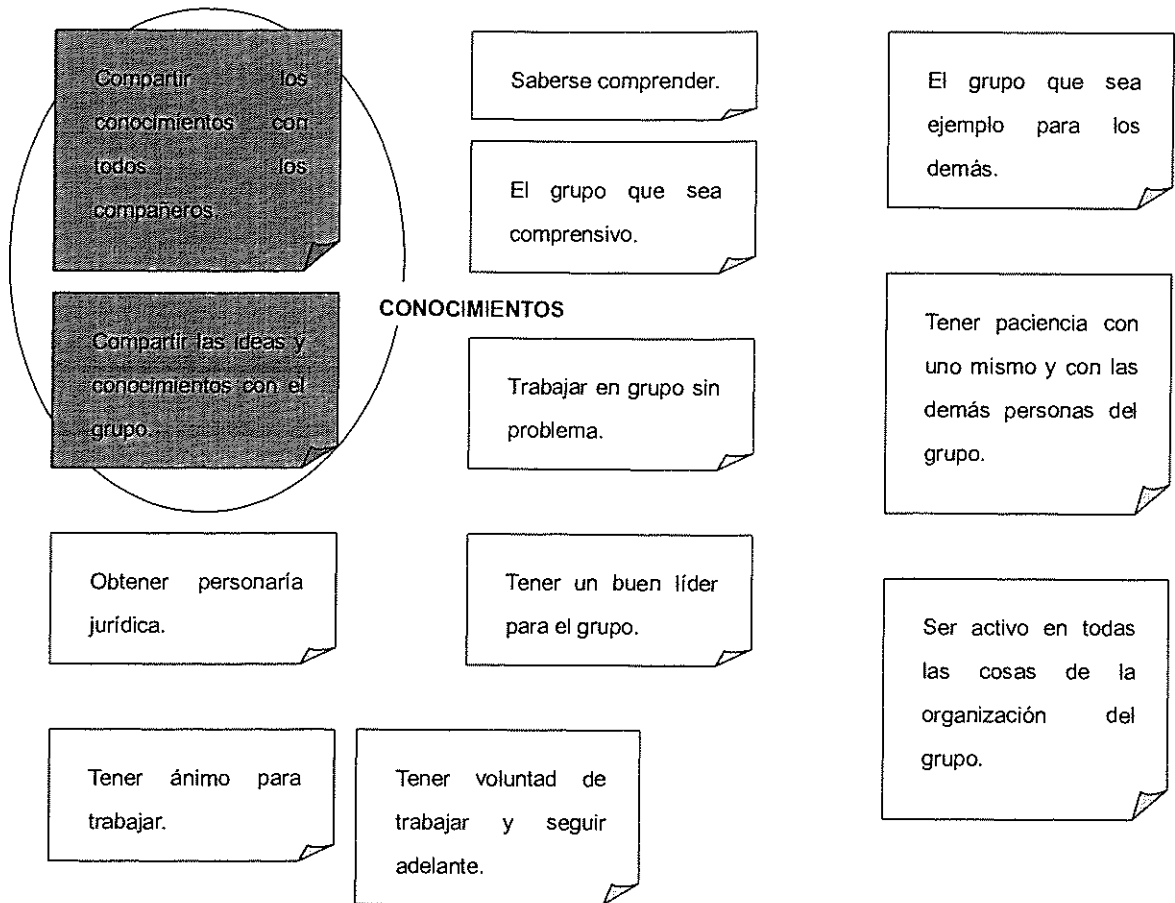 Compartir los
conocimientos con
todos los
compañeros.
Compartir las ideas y
conocimientos con el
grupo.
CONOCIMIENTOS
Obtener personaría
jurídica.
Tener ánimo para
trabajar.
Tener voluntad de
trabajar y seguir
adelante.
Saberse comprender.
El grupo que sea
comprensivo.
Trabajar en grupo sin
problema.
Tener un buen líder
para el grupo.
El grupo que sea
ejemplo para los
demás.
Tener paciencia con
uno mismo y con las
demás personas del
grupo.
Ser activo en todas
las cosas de la
organización del
grupo.